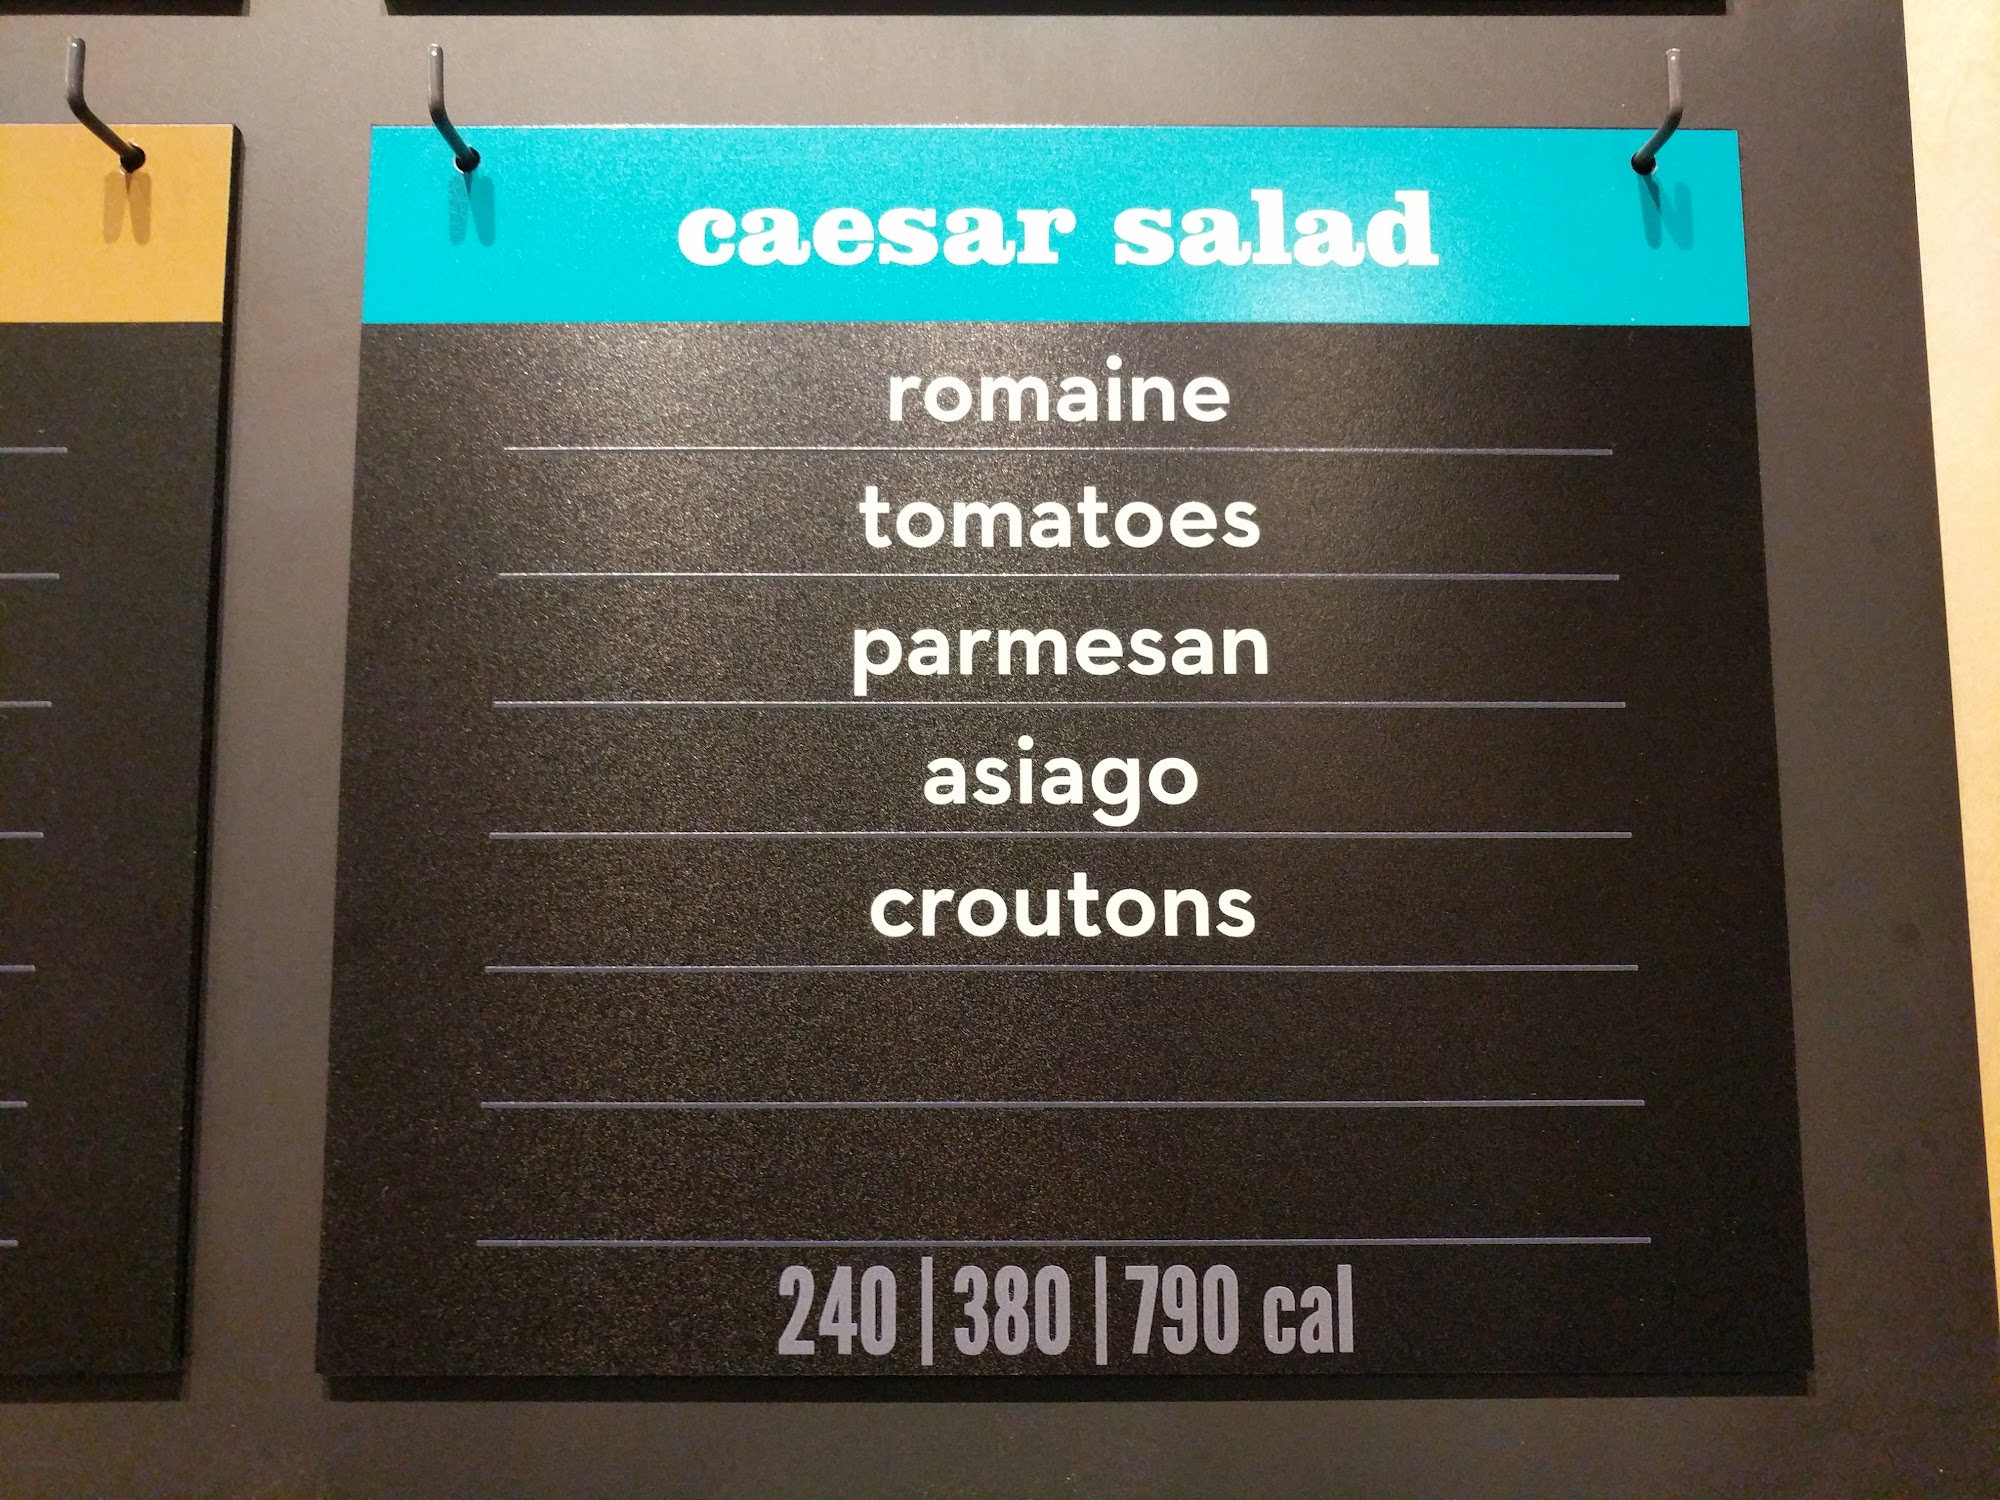 caesar salad
romaine
tomatoes
parmesan
asiago
croutons
240|380|790 cal